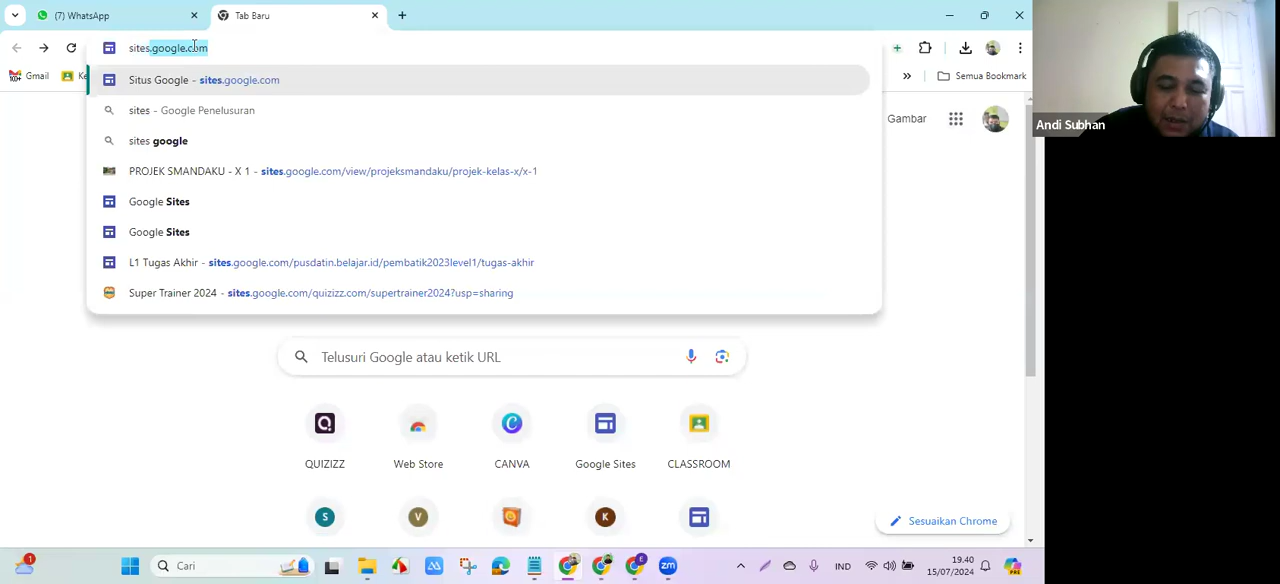 (7) WhatsApp
Tab Baru
sites.google.com
Gmail
Ke
Semua Bookmark
Situs Google - sites.google.com
sites - Google Penelusuran
sites google
PROJEK SMANDAKU - X 1 - sites.google.com/view/projeksmandaku/projek-kelas-x/x-1
Google Sites
Google Sites
L1 Tugas Akhir - sites.google.com/pusdatin.belajar.id/pembatik2023level1/tugas-akhir
Super Trainer 2024 - sites.google.com/quizizz.com/supertrainer2024?usp=sharing
Gambar
Andi Subhan
Telusuri Google atau ketik URL
QUIZIZZ
Web Store
CANVA
Google Sites
CLASSROOM
S
V
K
Sesuaikan Chrome
1
Cari
zm
IND
19.40
15/07/2024
PRE